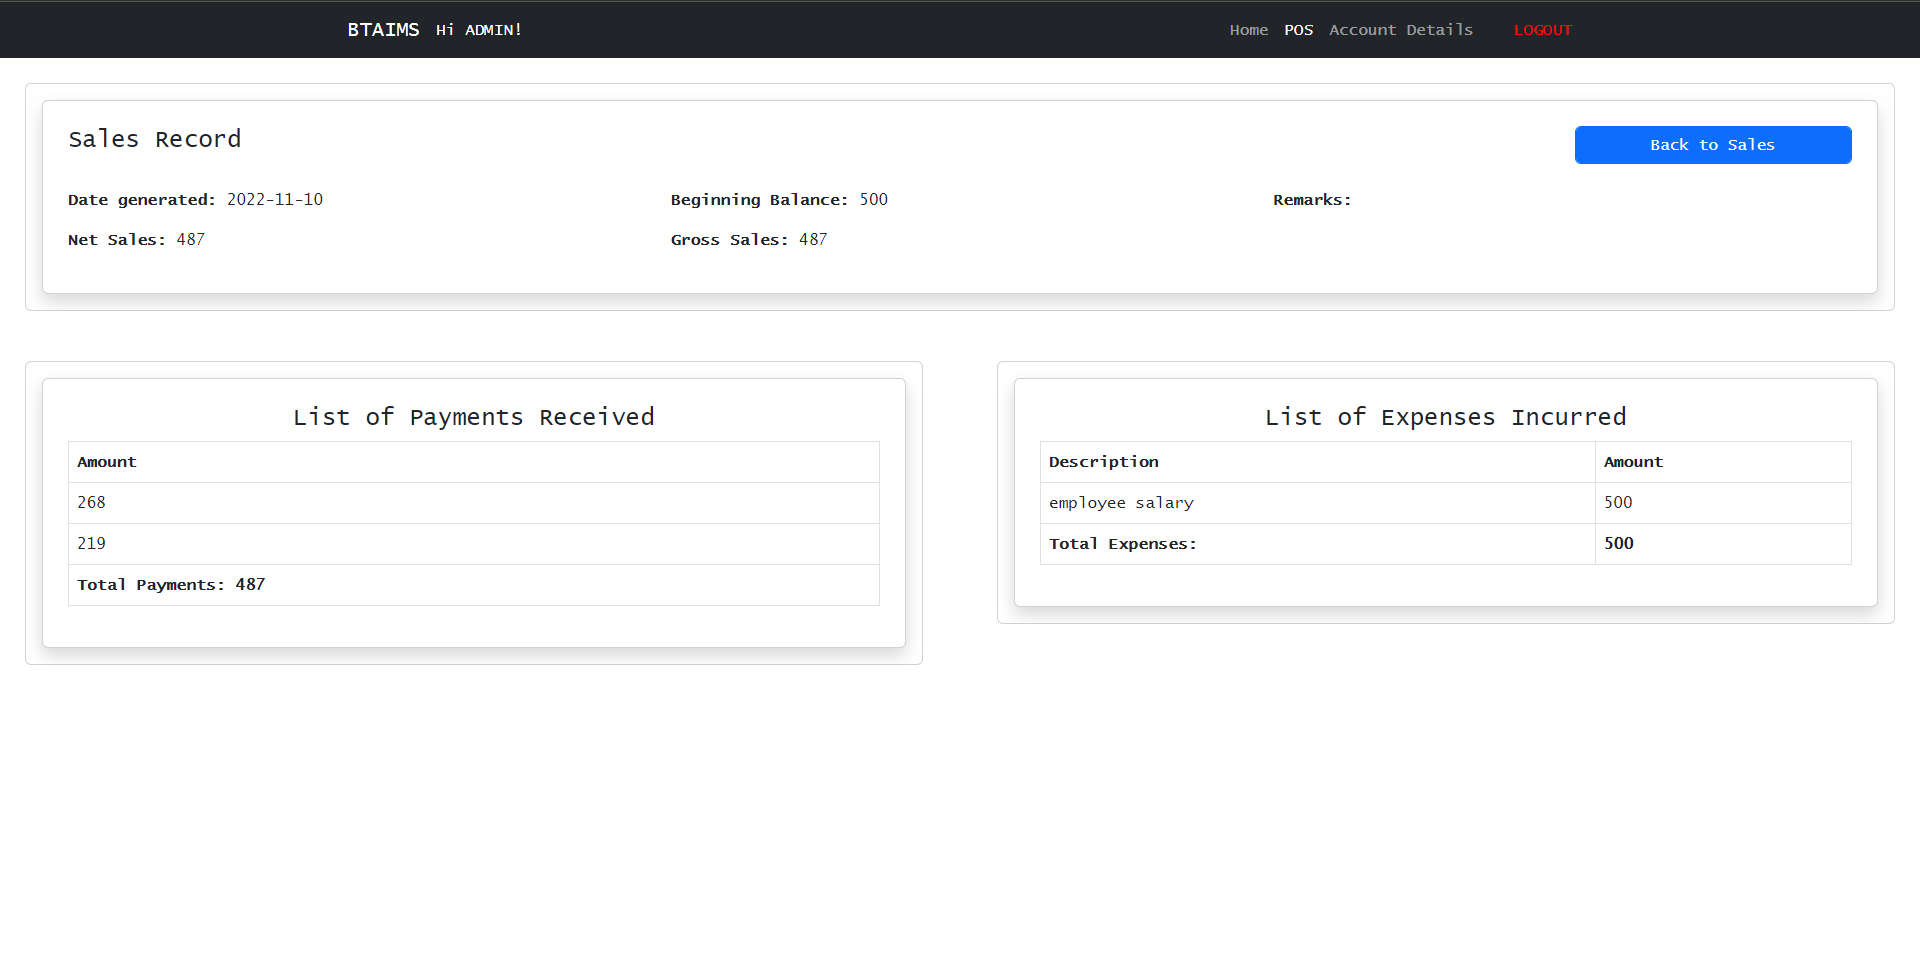 BTAIMS Hi ADMIN! Home POS Account Details LOGOUT
Sales Record
Back to Sales
Date generated: 2022-11-10 Beginning Balance: 500 Remarks:
Net Sales: 487 Gross Sales: 487
List of Payments Received
Amount
268
219
Total Payments: 487
List of Expenses Incurred
Description Amount
employee salary 500
Total Expenses: 500